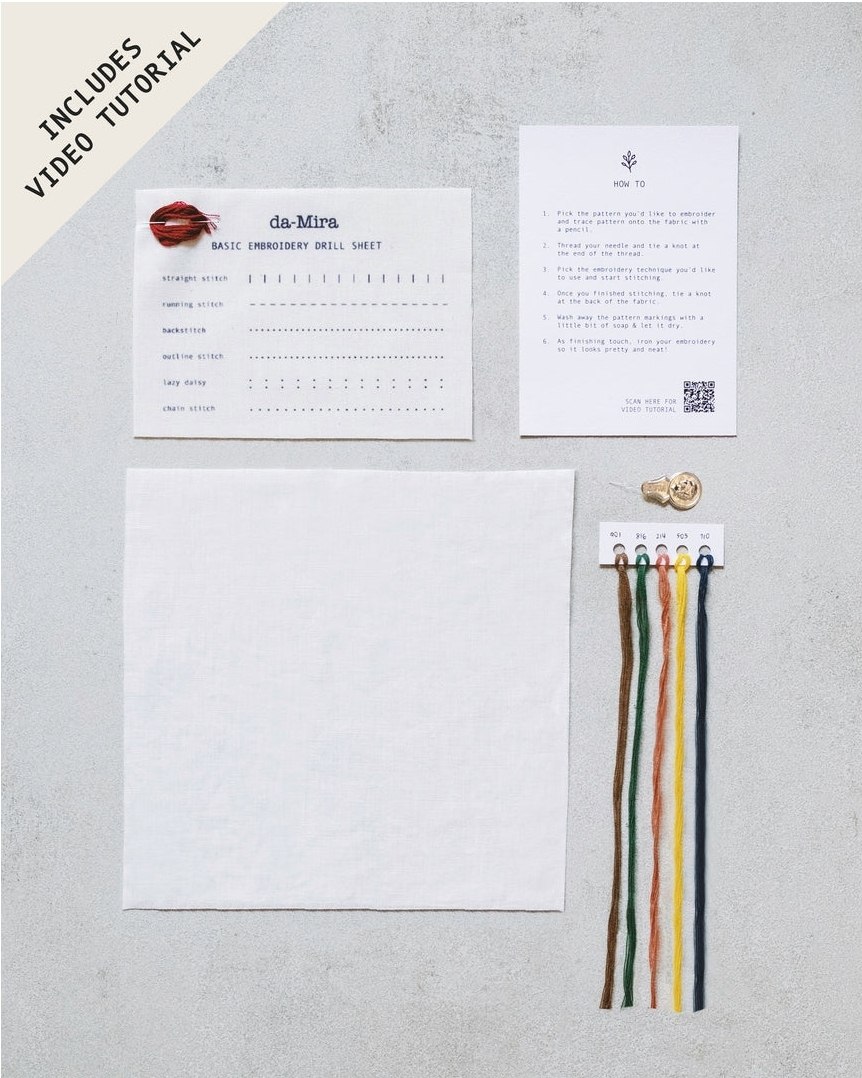 INCLUDES
VIDEO TUTORIAL
da-Mira
BASIC EMBROIDERY DRILL SHEET
straight stitch
running stitch
backstitch
outline stitch
lazy daisy
chain stitch
HOW TO
1. Pick the pattern you'd like to embroider
and trace pattern onto the fabric with
a pencil.
2. Thread your needle and tie a knot at
the end of the thread.
3. Pick the embroidery technique you'd like
to use and start stitching.
4. Once you finished stitching, tie a knot
at the back of the fabric.
5. Wash away the pattern markings with a
little bit of soap & let it dry.
6. As finishing touch, iron your embroidery
so it looks pretty and neat!
SCAN HERE FOR
VIDEO TUTORIAL
816 214 505 710